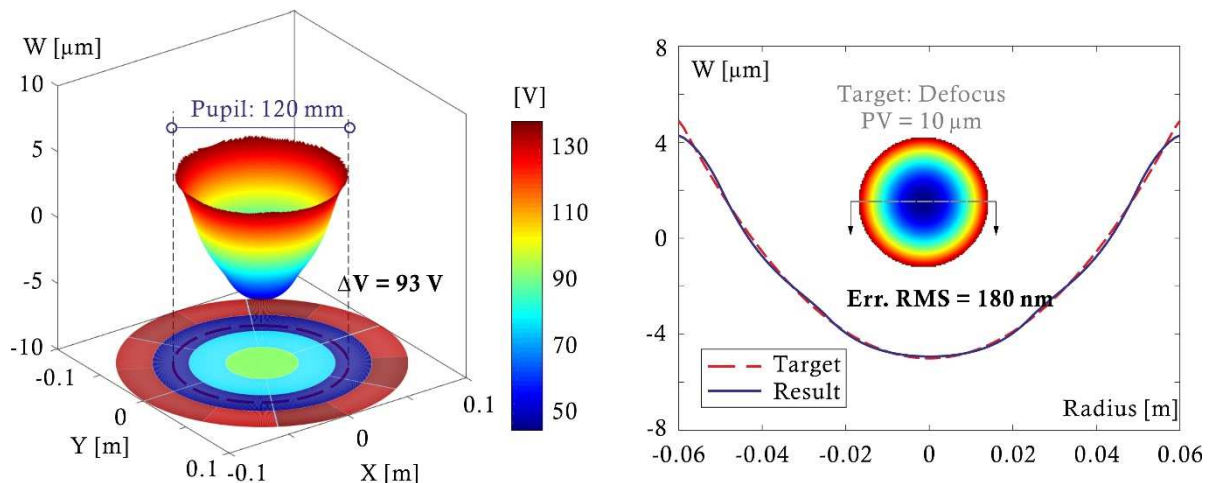 W [μm]
10
5
0
-5
-10
Pupil: 120 mm
ΔV = 93 V
-0.1
0
0.1
Y [m]
-0.1
0
0.1
X [m]
[V]
130
110
90
70
50
8
4
0
-4
-8
W [μm]
Target: Defocus
PV = 10 μm
Err. RMS = 180 nm
Target
Result
Radius [m]
-0.06
-0.04
-0.02
0
0.02
0.04
0.06